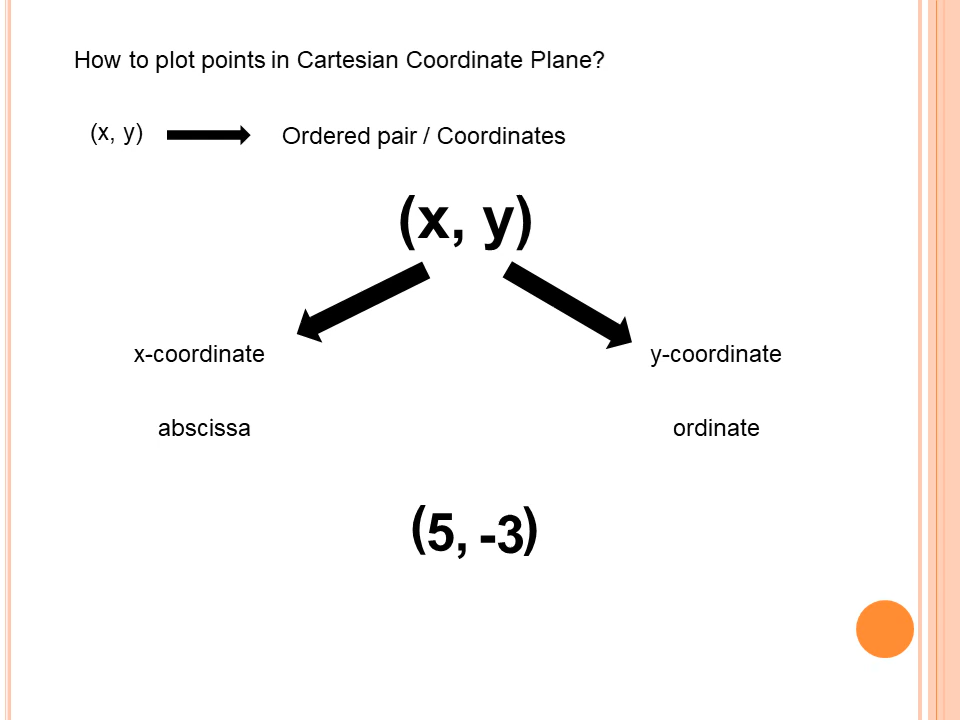 How to plot points in Cartesian Coordinate Plane?
(x, y) Ordered pair / Coordinates
(x, y)
x-coordinate y-coordinate
abscissa ordinate
(5, -3)